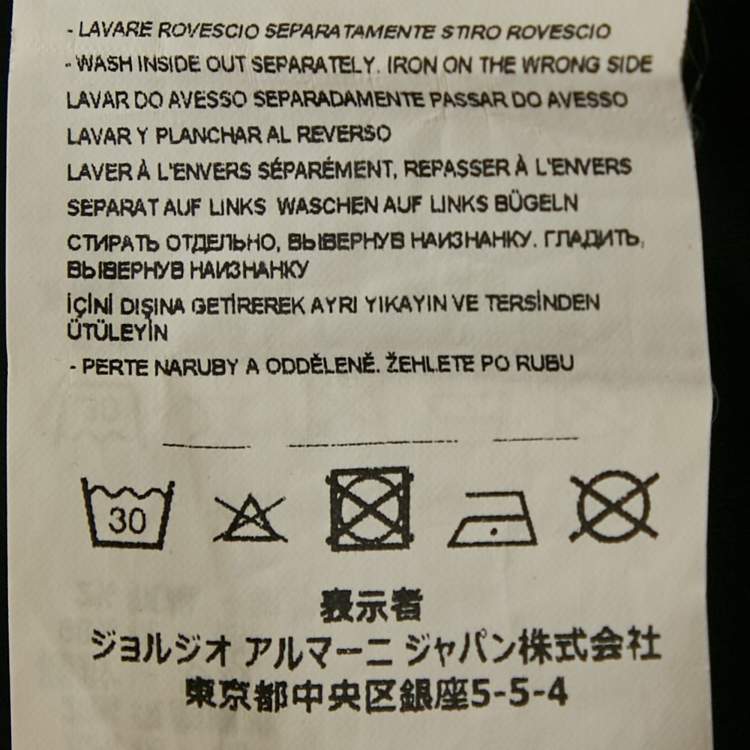 - LAVARE ROVESCIO SEPARATAMENTE STIRO ROVESCIO
- WASH INSIDE OUT SEPARATELY. IRON ON THE WRONG SIDE
LAVAR DO AVESSO SEPARADAMENTE PASSAR DO AVESSO
LAVAR Y PLANCHAR AL REVERSO
LAVER À L'ENVERS SÉPARÉMENT, REPASSER À L'ENVERS
SEPARAT AUF LINKS WASCHEN AUF LINKS BÜGELN
СТИРАТЬ ОТДЕЛЬНО, ВЫВЕРНУВ НАИЗНАНКУ. ГЛАДИТЬ,
ВЫВЕРНУВ НАИЗНАНКУ
İÇİNİ DIŞINA GETİREREK AYRI YIKAYIN VE TERSİNDEN
ÜTÜLEYİN
- PERTE NARUBY A ODDĚLENĚ. ŽEHLETE PO RUBU
30
表示者
ジョルジオ アルマーニ ジャパン株式会社
東京都中央区銀座5-5-4